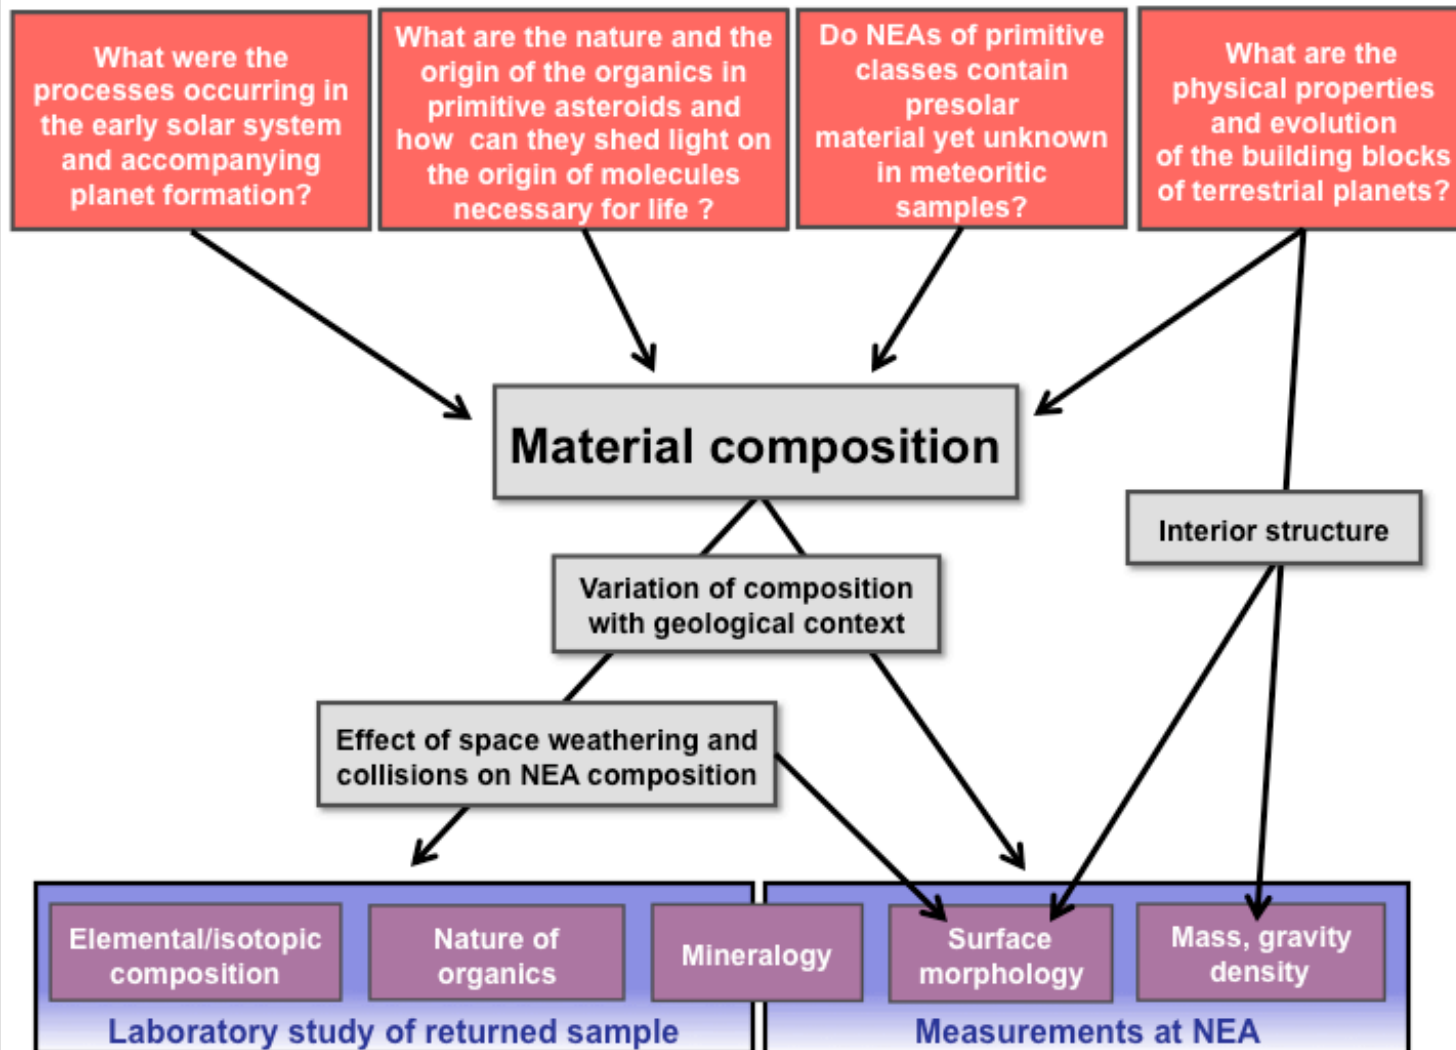 What were the
processes occurring in
the early solar system
and accompanying
planet formation?
What are the nature and the
origin of the organics in
primitive asteroids and
how can they shed light on
the origin of molecules
necessary for life ?
Do NEAs of primitive
classes contain
presolar
material yet unknown
in meteoritic
samples?
What are the
physical properties
and evolution
of the building blocks
of terrestrial planets?
Material composition
Interior structure
Variation of composition
with geological context
Effect of space weathering and
collisions on NEA composition
Elemental/isotopic
composition
Nature of
organics
Mineralogy
Surface
morphology
Mass, gravity
density
Laboratory study of returned sample
Measurements at NEA